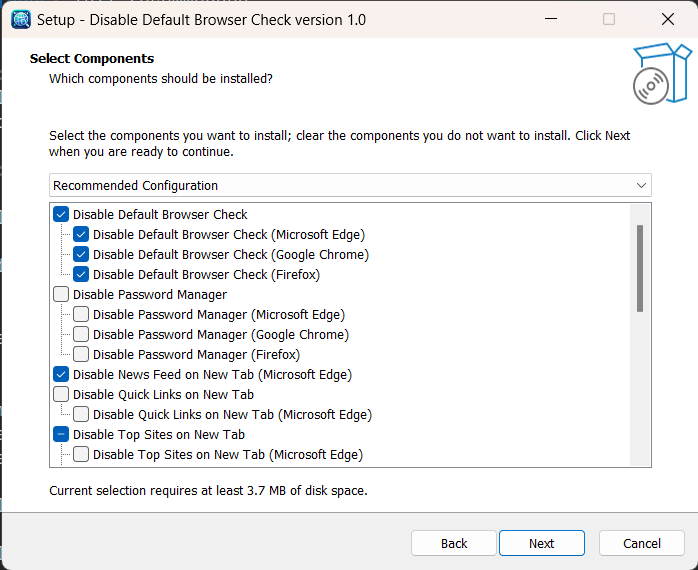 Setup - Disable Default Browser Check version 1.0
Select Components
Which components should be installed?
Select the components you want to install; clear the components you do not want to install. Click Next
when you are ready to continue.
Recommended Configuration
Disable Default Browser Check
Disable Default Browser Check (Microsoft Edge)
Disable Default Browser Check (Google Chrome)
Disable Default Browser Check (Firefox)
Disable Password Manager
Disable Password Manager (Microsoft Edge)
Disable Password Manager (Google Chrome)
Disable Password Manager (Firefox)
Disable News Feed on New Tab (Microsoft Edge)
Disable Quick Links on New Tab
Disable Quick Links on New Tab (Microsoft Edge)
Disable Top Sites on New Tab
Disable Top Sites on New Tab (Microsoft Edge)
Current selection requires at least 3.7 MB of disk space.
Back
Next
Cancel